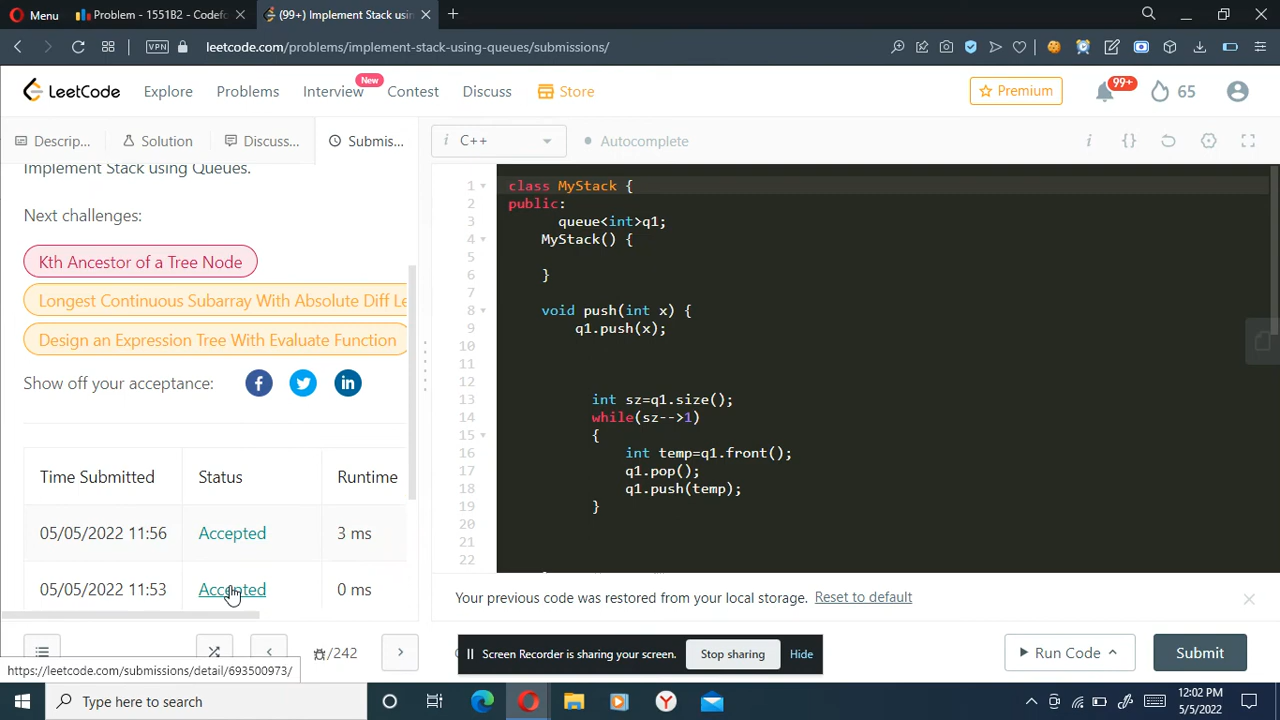 Menu
Problem - 1551B2 - Codefo
(99+) Implement Stack usin
VPN
leetcode.com/problems/implement-stack-using-queues/submissions/
LeetCode
Explore
Problems
Interview
New
Contest
Discuss
Store
Premium
99+
65
Descrip...
Solution
Discuss...
Submis...
i C++
Autocomplete
i {}
Implement Stack using Queues.
Next challenges:
Kth Ancestor of a Tree Node
Longest Continuous Subarray With Absolute Diff Le
Design an Expression Tree With Evaluate Function
Show off your acceptance:
Time Submitted Status Runtime
05/05/2022 11:56 Accepted 3 ms
05/05/2022 11:53 Accepted 0 ms
1 class MyStack {
2 public:
3 queue<int>q1;
4 MyStack() {
5
6 }
7
8 void push(int x) {
9 q1.push(x);
10
11
12
13 int sz=q1.size();
14 while(sz-->1)
15 {
16 int temp=q1.front();
17 q1.pop();
18 q1.push(temp);
19 }
20
21
22
Your previous code was restored from your local storage. Reset to default
/242
Screen Recorder is sharing your screen.
Stop sharing
Hide
Run Code
Submit
https://leetcode.com/submissions/detail/693500973/
Type here to search
12:02 PM
5/5/2022